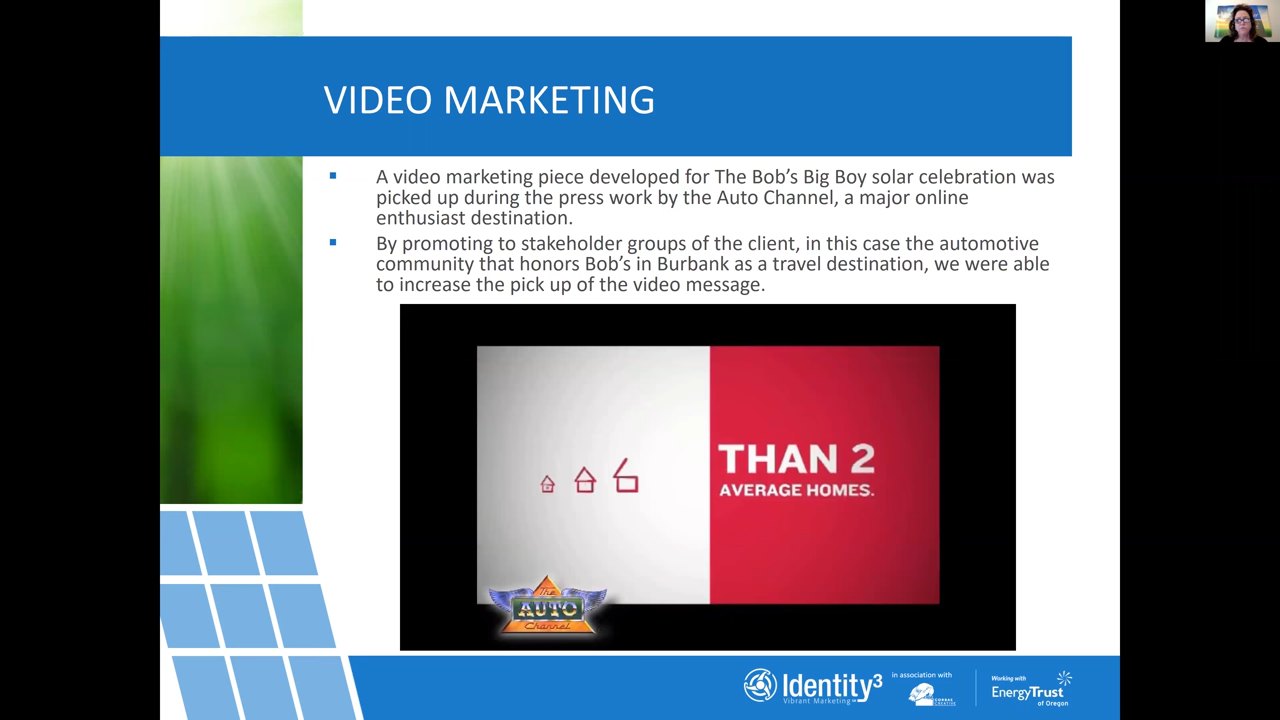 VIDEO MARKETING
A video marketing piece developed for The Bob’s Big Boy solar celebration was
picked up during the press work by the Auto Channel, a major online
enthusiast destination.
By promoting to stakeholder groups of the client, in this case the automotive
community that honors Bob’s in Burbank as a travel destination, we were able
to increase the pick up of the video message.
THAN 2
AVERAGE HOMES.
The
AUTO
Channel
Identity3
Vibrant Marketing
in association with
CREATIVE
Working with
EnergyTrust
of Oregon